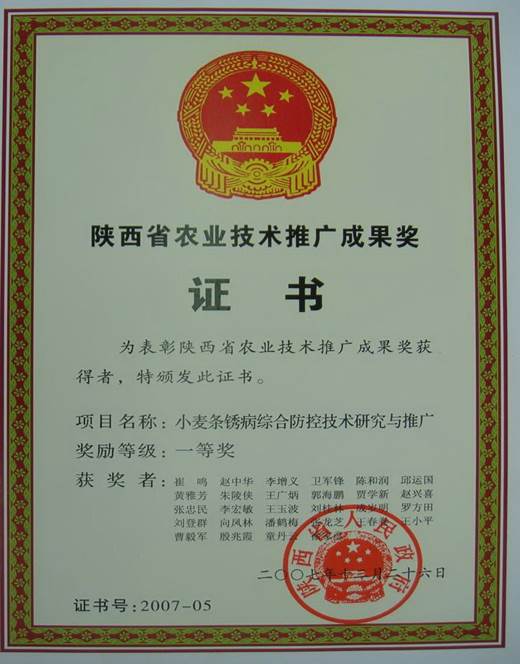 陕西省农业技术推广成果奖
证 书
为表彰陕西省农业技术推广成果奖获
得者，特颁发此证书。
项目名称：小麦条锈病综合防控技术研究与推广
奖励等级：一等奖
获 奖 者：崔 鸣 赵中华 李增义 卫军锋 陈和润 邱运国
黄雅芳 朱陵侠 王广炳 郭海鹏 贾学新 赵兴喜
张忠民 李宏敏 王玉波 刘桂林 罗方田
刘登群 向风林 潘鹤梅 王小平
曹毅军 殷兆霞 童丹云
陕西省人民政府
二〇〇七年十二月二十六日
证书号：2007-05